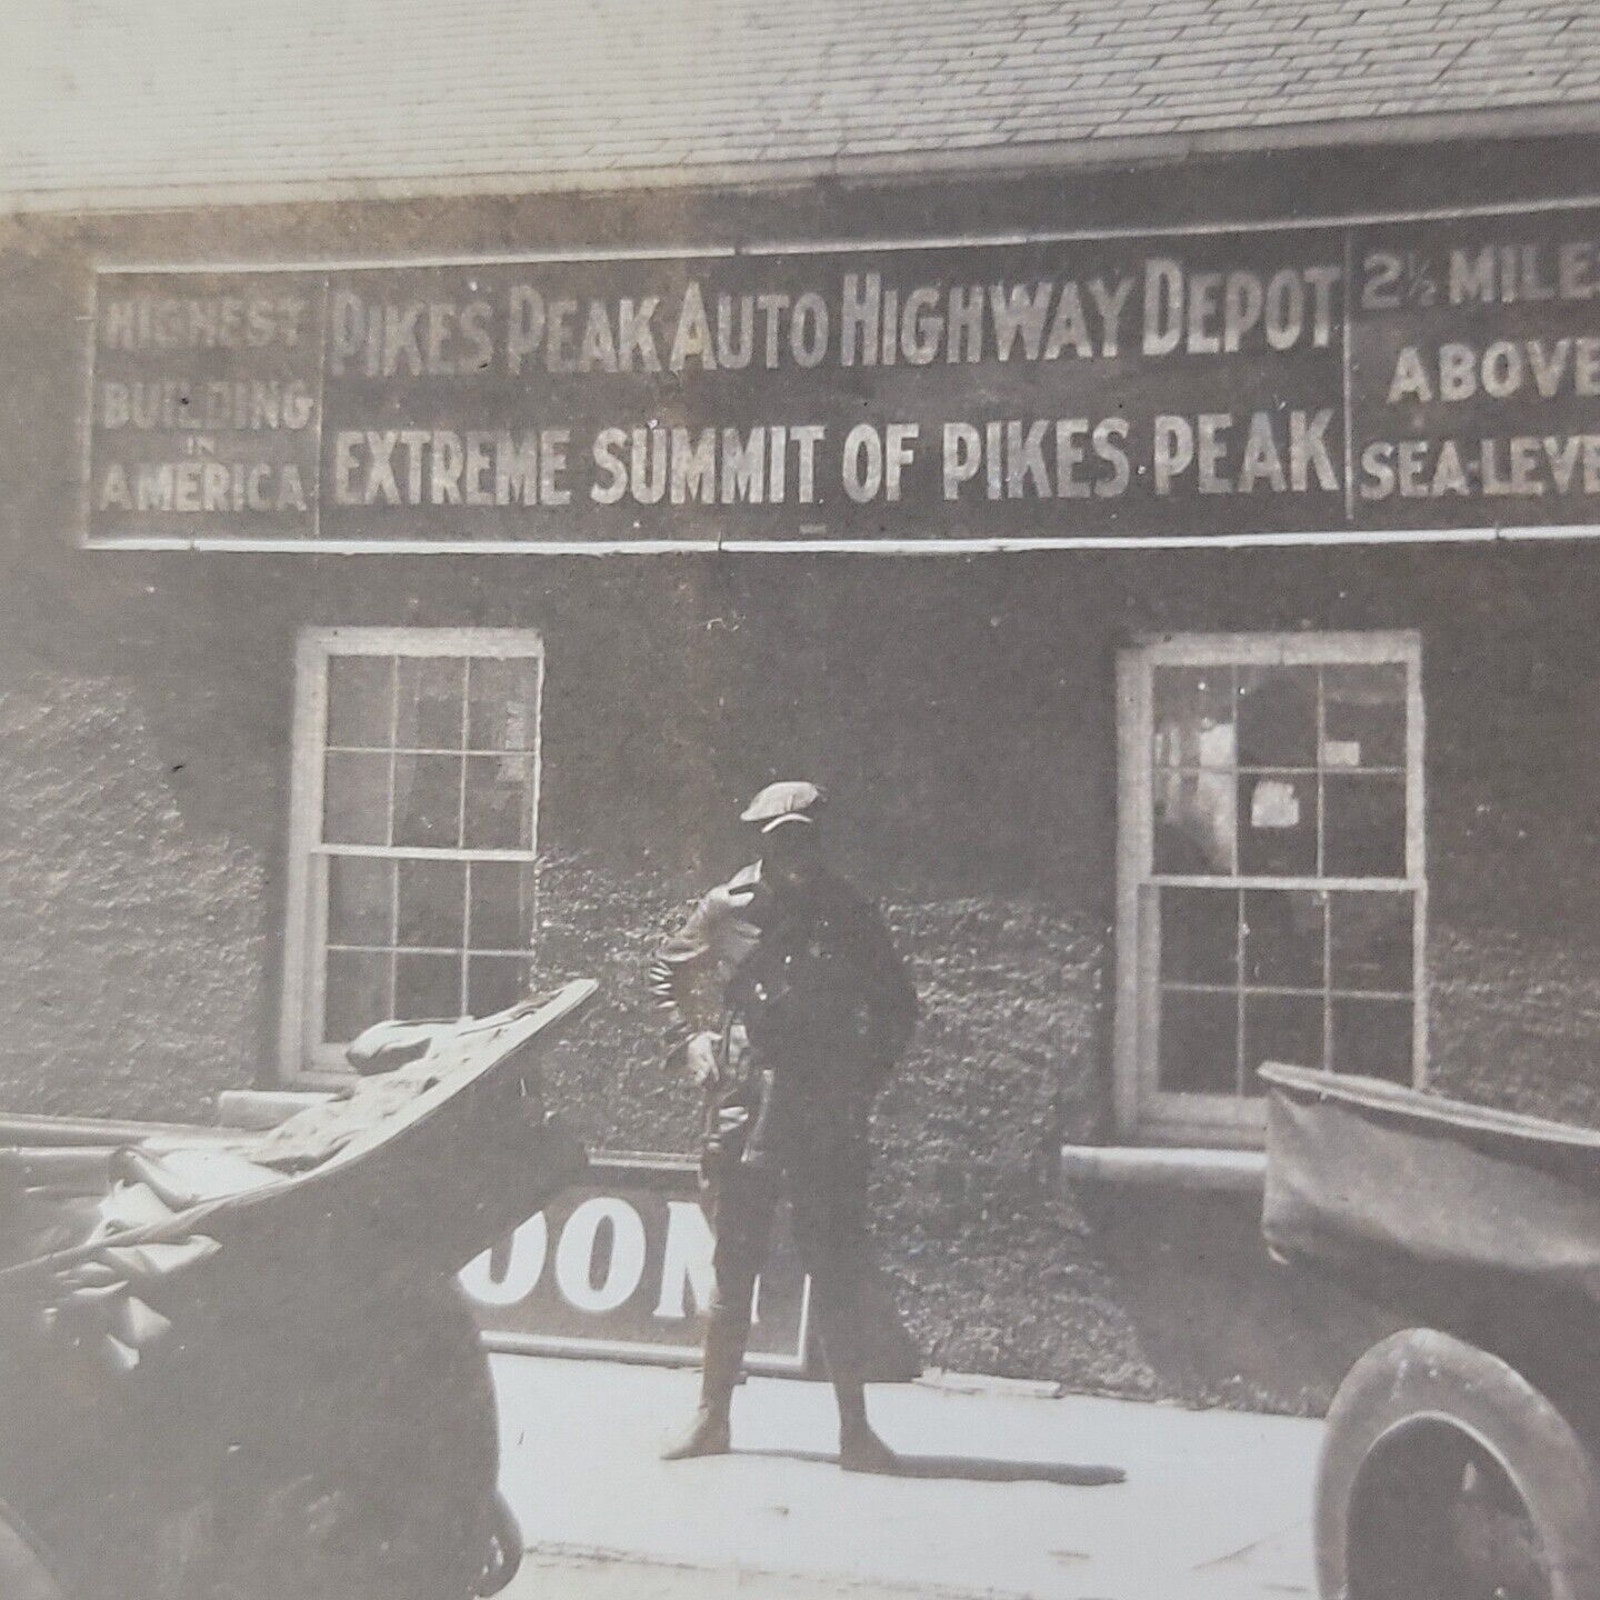 HIGHEST
BUILDING
IN
AMERICA
PIKES PEAK AUTO HIGHWAY DEPOT
EXTREME SUMMIT OF PIKES PEAK
2½ MILE
ABOVE
SEA-LEVE
OOM